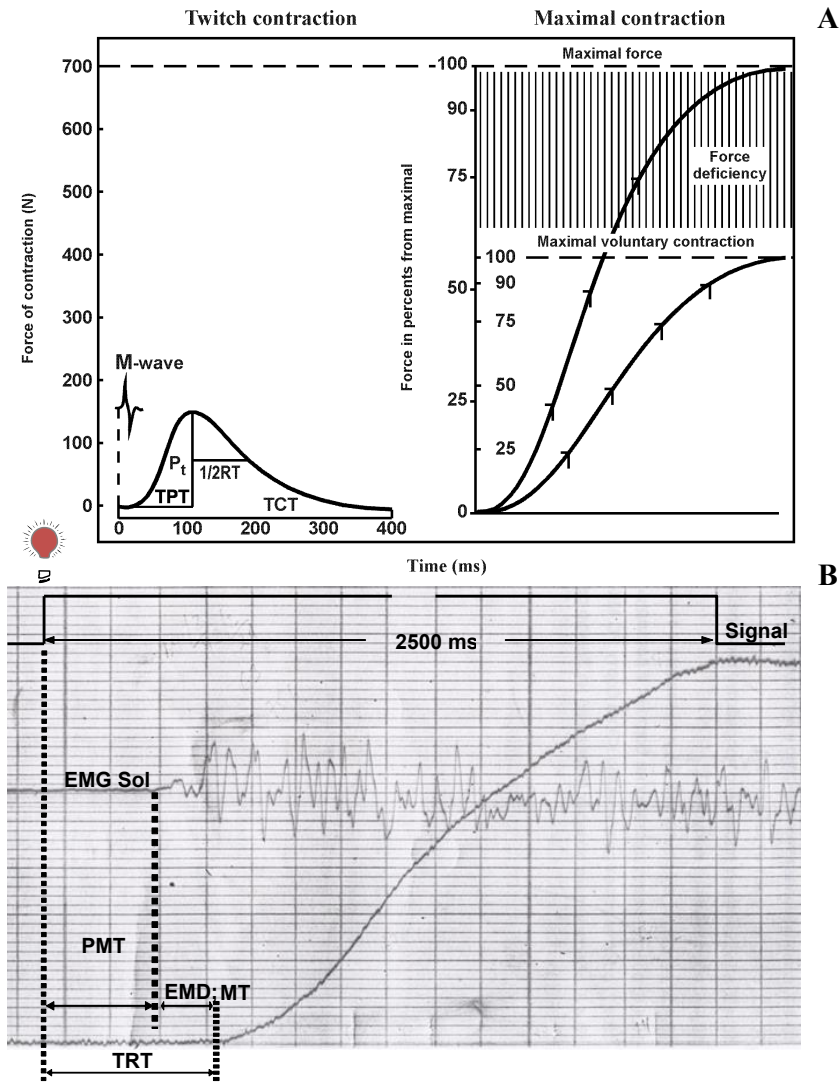 Twitch contraction
Maximal contraction
A
Force of contraction (N)
700
600
500
400
300
200
100
0
M-wave
Pt
TPT
1/2RT
TCT
0
100
200
300
400
Force in percents from maximal
100
90
75
50
25
0
Maximal force
Force
deficiency
Maximal voluntary contraction
100
90
75
50
25
Time (ms)
B
2500 ms
Signal
EMG Sol
PMT
EMD; MT
TRT